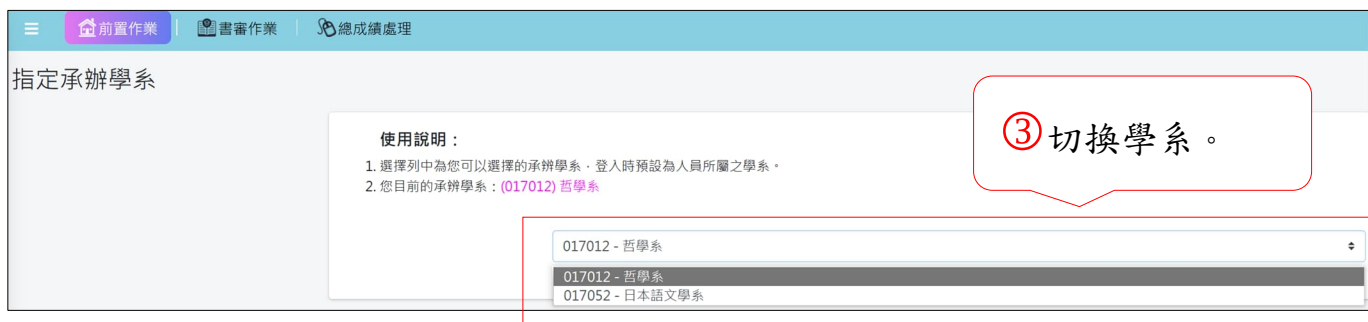 前置作業 書審作業 總成績處理
指定承辦學系
③切換學系。
使用說明：
1. 選擇列中為您可以選擇的承辦學系，登入時預設為人員所屬之學系。
2. 您目前的承辦學系：(017012) 哲學系
017012 - 哲學系
017012 - 哲學系
017052 - 日本語文學系